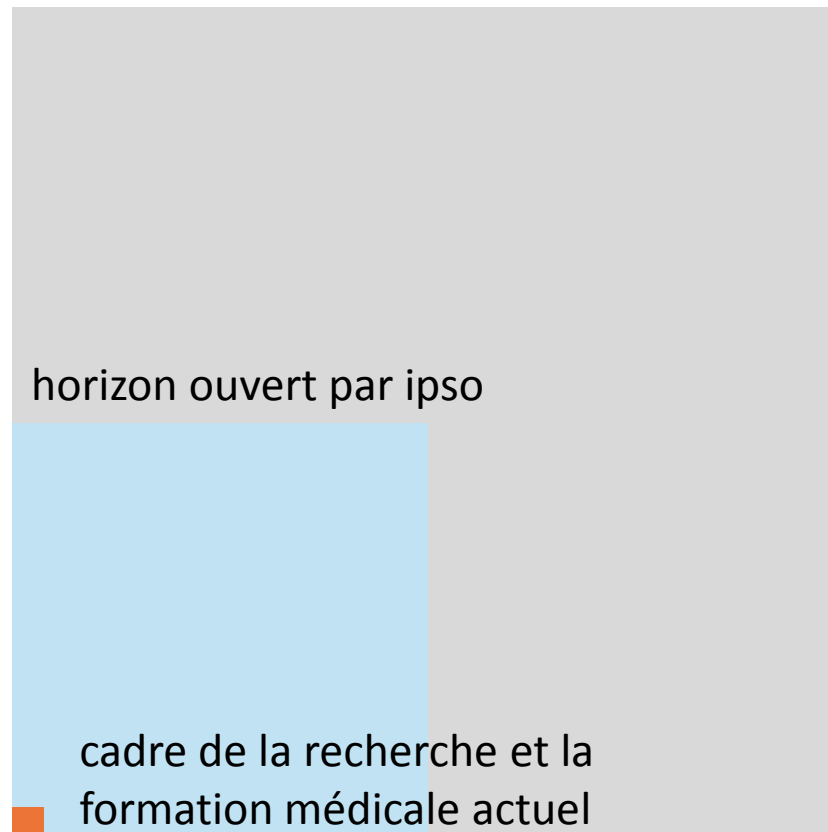 horizon ouvert par ipso
cadre de la recherche et la
formation médicale actuel